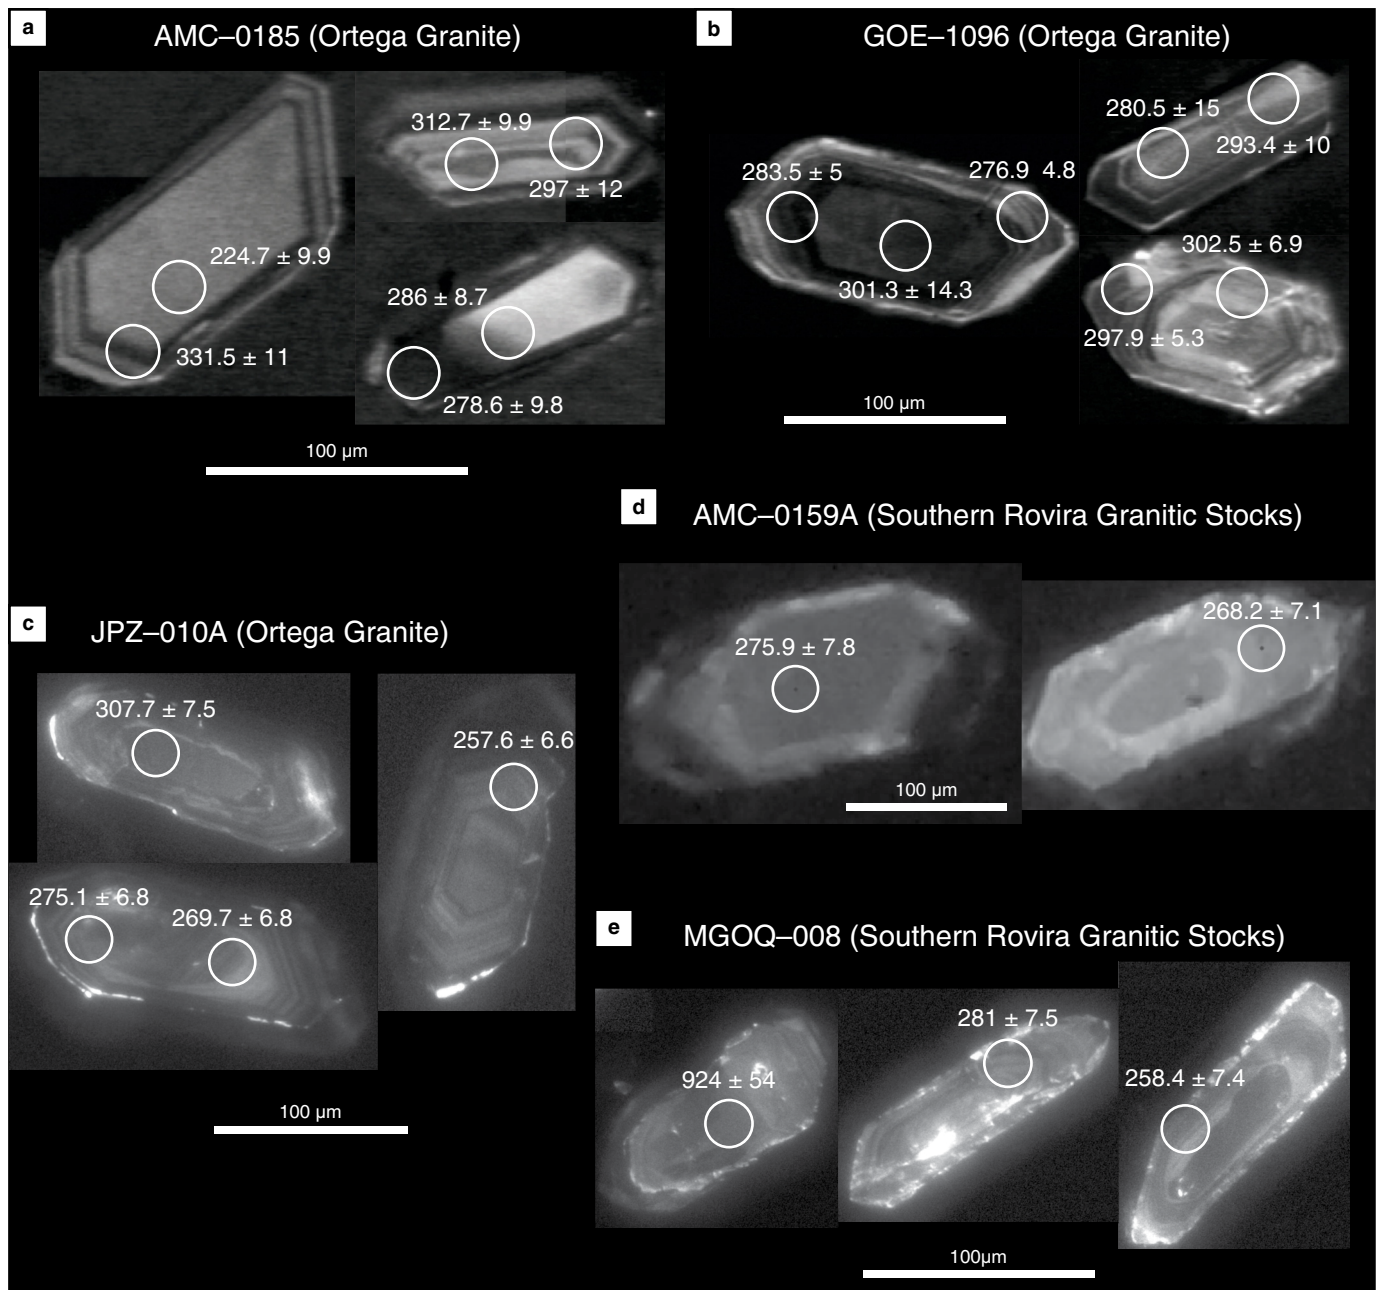 a
AMC–0185 (Ortega Granite)
312.7 ± 9.9
297 ± 12
224.7 ± 9.9
331.5 ± 11
286 ± 8.7
278.6 ± 9.8
100 µm
b
GOE–1096 (Ortega Granite)
283.5 ± 5
276.9 4.8
301.3 ± 14.3
280.5 ± 15
293.4 ± 10
302.5 ± 6.9
297.9 ± 5.3
100 µm
c
JPZ–010A (Ortega Granite)
307.7 ± 7.5
257.6 ± 6.6
275.1 ± 6.8
269.7 ± 6.8
100 µm
d
AMC–0159A (Southern Rovira Granitic Stocks)
275.9 ± 7.8
268.2 ± 7.1
100 µm
e
MGOQ–008 (Southern Rovira Granitic Stocks)
924 ± 54
281 ± 7.5
258.4 ± 7.4
100µm